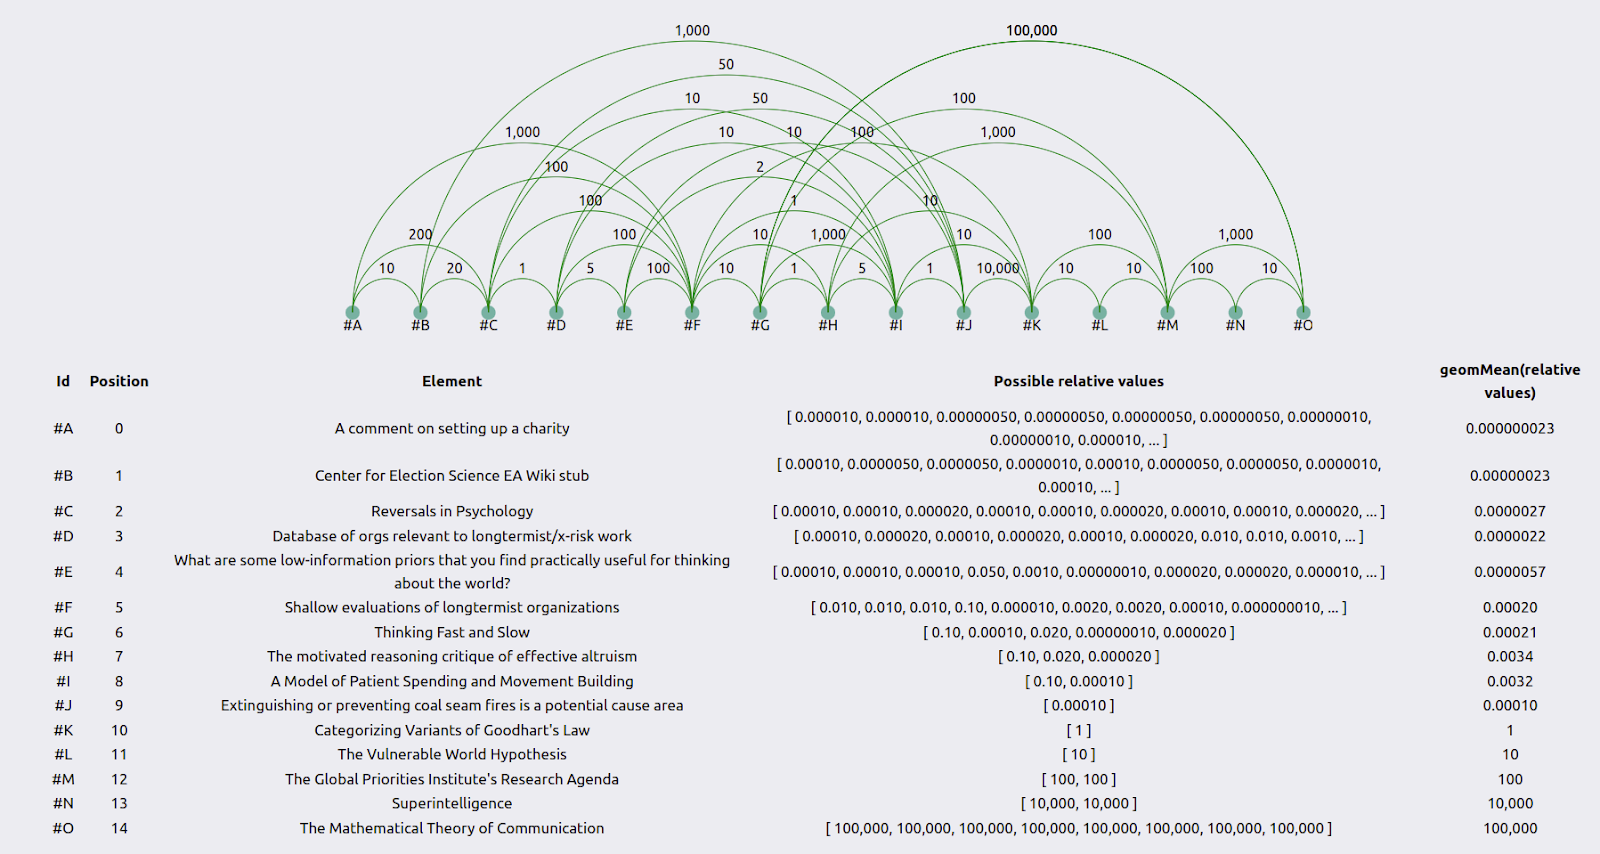 1,000 100,000
50
10 50 100
1,000 10 10 100 1,000
100 2
100 1 10
200 100 10 1,000 10 100 1,000
10 20 1 5 100 10 1 5 1 10,000 10 10 100 10
#A #B #C #D #E #F #G #H #I #J #K #L #M #N #O
Id Position Element Possible relative values geomMean(relative
values)
#A 0 A comment on setting up a charity [ 0.000010, 0.000010, 0.00000050, 0.00000050, 0.00000050, 0.00000050, 0.00000010,
0.00000010, 0.000010, ... ] 0.000000023
#B 1 Center for Election Science EA Wiki stub [ 0.00010, 0.0000050, 0.0000050, 0.0000010, 0.00010, 0.0000050, 0.0000050, 0.0000010,
0.00010, ... ] 0.00000023
#C 2 Reversals in Psychology [ 0.00010, 0.00010, 0.000020, 0.00010, 0.00010, 0.000020, 0.00010, 0.00010, 0.000020, ... ] 0.0000027
#D 3 Database of orgs relevant to longtermist/x-risk work [ 0.00010, 0.000020, 0.00010, 0.000020, 0.00010, 0.000020, 0.010, 0.010, 0.0010, ... ] 0.0000022
#E 4 What are some low-information priors that you find practically useful for thinking
about the world? [ 0.00010, 0.00010, 0.00010, 0.050, 0.0010, 0.00000010, 0.000020, 0.000020, 0.000010, ... ] 0.0000057
#F 5 Shallow evaluations of longtermist organizations [ 0.010, 0.010, 0.010, 0.10, 0.000010, 0.0020, 0.0020, 0.00010, 0.000000010, ... ] 0.00020
#G 6 Thinking Fast and Slow [ 0.10, 0.00010, 0.020, 0.00000010, 0.000020 ] 0.00021
#H 7 The motivated reasoning critique of effective altruism [ 0.10, 0.020, 0.000020 ] 0.0034
#I 8 A Model of Patient Spending and Movement Building [ 0.10, 0.00010 ] 0.0032
#J 9 Extinguishing or preventing coal seam fires is a potential cause area [ 0.00010 ] 0.00010
#K 10 Categorizing Variants of Goodhart's Law [ 1 ] 1
#L 11 The Vulnerable World Hypothesis [ 10 ] 10
#M 12 The Global Priorities Institute's Research Agenda [ 100, 100 ] 100
#N 13 Superintelligence [ 10,000, 10,000 ] 10,000
#O 14 The Mathematical Theory of Communication [ 100,000, 100,000, 100,000, 100,000, 100,000, 100,000, 100,000, 100,000 ] 100,000